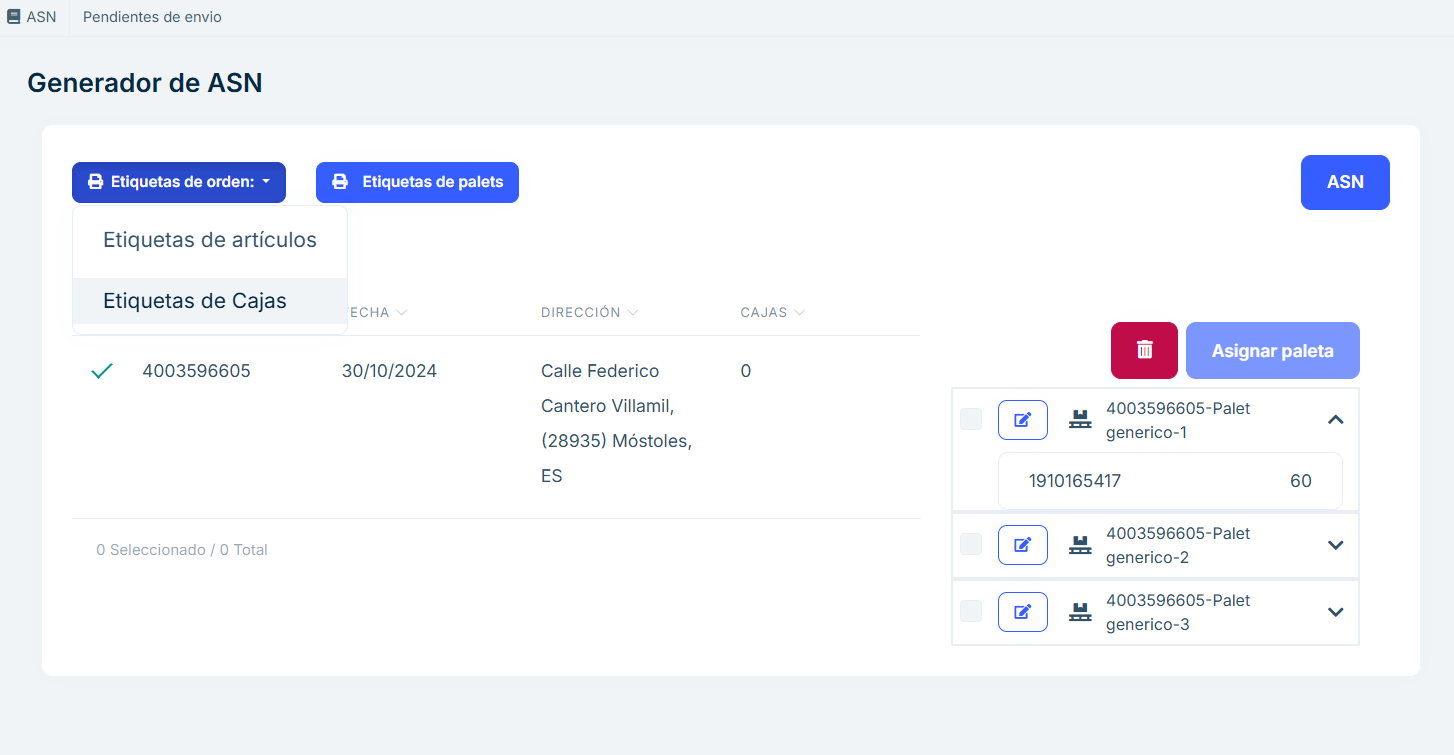 ASN
Pendientes de envio
Generador de ASN
Etiquetas de orden:
Etiquetas de palets
ASN
Etiquetas de artículos
Etiquetas de Cajas
ECHA
DIRECCIÓN
CAJAS
4003596605
30/10/2024
Calle Federico
Cantero Villamil,
(28935) Móstoles,
ES
0
0 Seleccionado / 0 Total
Asignar paleta
4003596605-Palet
generico-1
1910165417
60
4003596605-Palet
generico-2
4003596605-Palet
generico-3